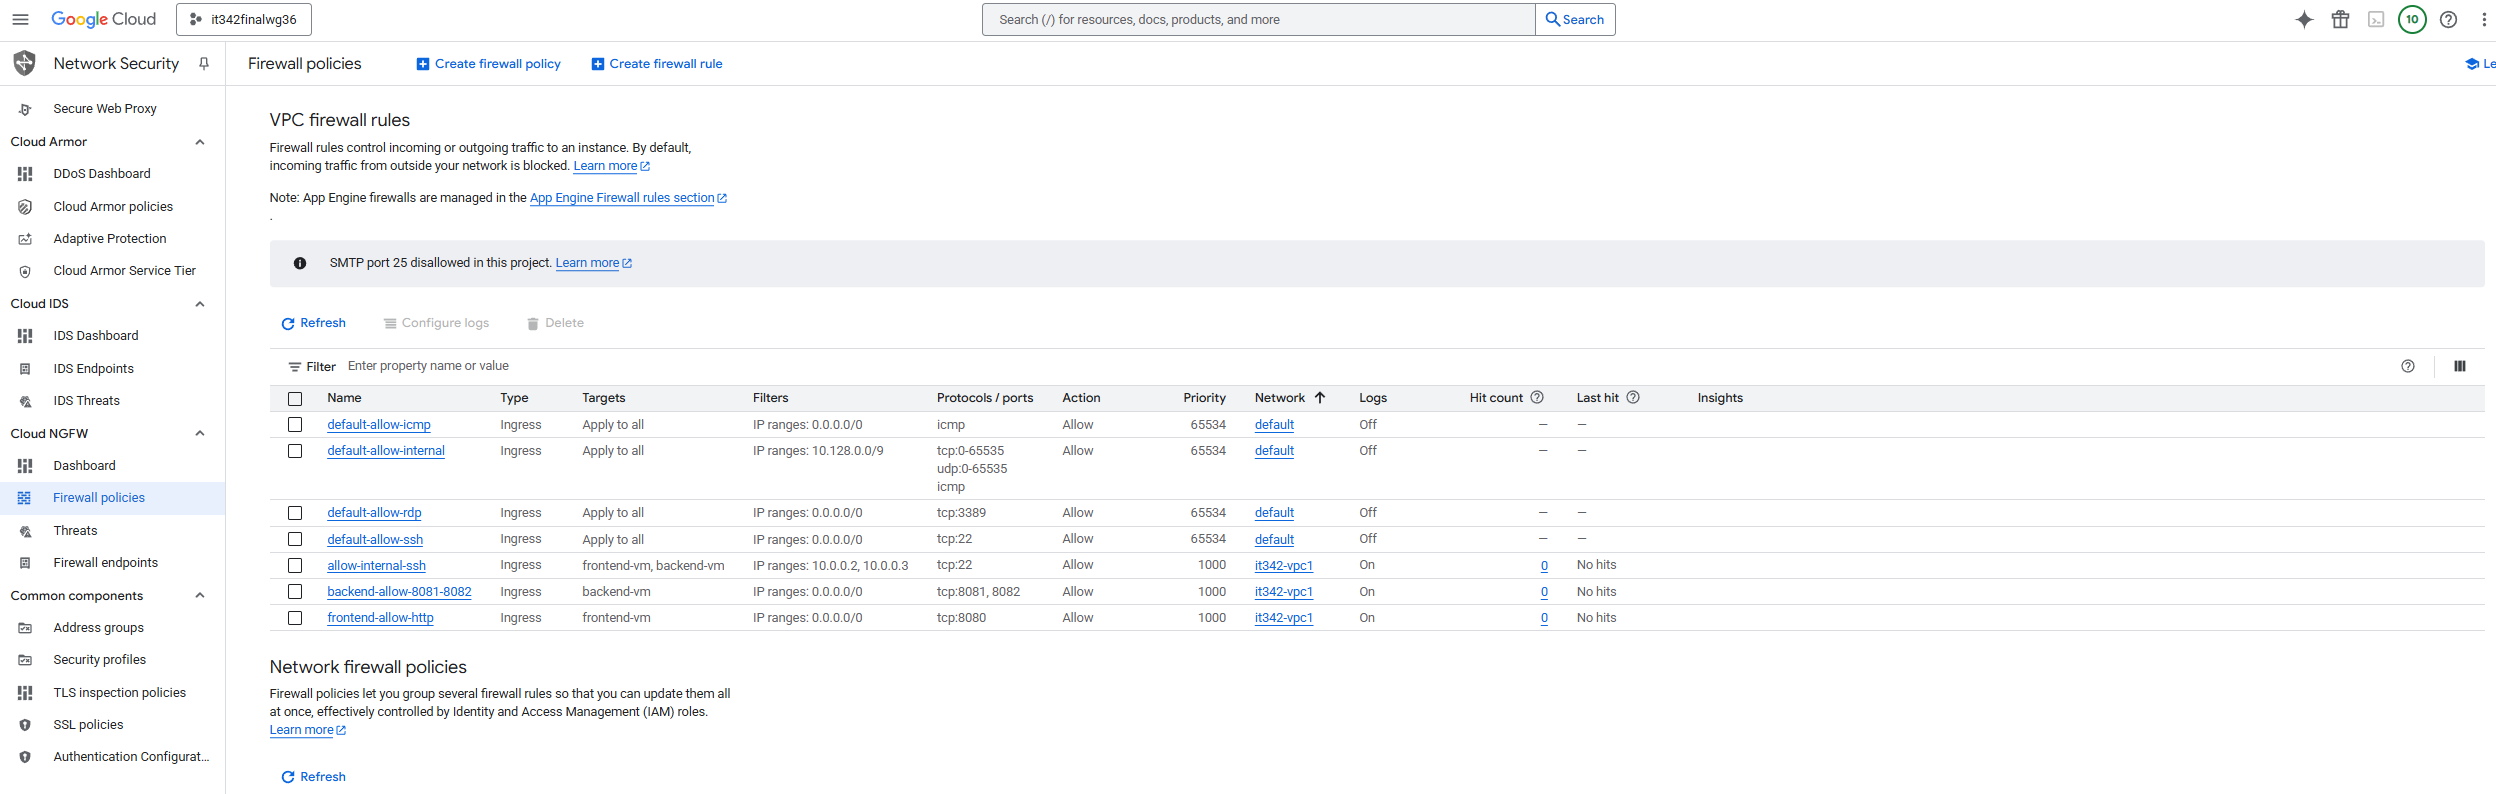 Google Cloud
it342finalwg36
Search (/) for resources, docs, products, and more
Search
10
Network Security
Firewall policies
Create firewall policy
Create firewall rule
Le
Secure Web Proxy
Cloud Armor
DDoS Dashboard
Cloud Armor policies
Adaptive Protection
Cloud Armor Service Tier
Cloud IDS
IDS Dashboard
IDS Endpoints
IDS Threats
Cloud NGFW
Dashboard
Firewall policies
Threats
Firewall endpoints
Common components
Address groups
Security profiles
TLS inspection policies
SSL policies
Authentication Configurat...
VPC firewall rules
Firewall rules control incoming or outgoing traffic to an instance. By default,
incoming traffic from outside your network is blocked. Learn more
Note: App Engine firewalls are managed in the App Engine Firewall rules section
.
SMTP port 25 disallowed in this project. Learn more
Refresh Configure logs Delete
Filter Enter property name or value
Name Type Targets Filters Protocols / ports Action Priority Network Logs Hit count Last hit Insights
default-allow-icmp Ingress Apply to all IP ranges: 0.0.0.0/0 icmp Allow 65534 default Off — —
default-allow-internal Ingress Apply to all IP ranges: 10.128.0.0/9 tcp:0-65535 Allow 65534 default Off — —
udp:0-65535
icmp
default-allow-rdp Ingress Apply to all IP ranges: 0.0.0.0/0 tcp:3389 Allow 65534 default Off — —
default-allow-ssh Ingress Apply to all IP ranges: 0.0.0.0/0 tcp:22 Allow 65534 default Off — —
allow-internal-ssh Ingress frontend-vm, backend-vm IP ranges: 10.0.0.2, 10.0.0.3 tcp:22 Allow 1000 it342-vpc1 On 0 No hits
backend-allow-8081-8082 Ingress backend-vm IP ranges: 0.0.0.0/0 tcp:8081, 8082 Allow 1000 it342-vpc1 On 0 No hits
frontend-allow-http Ingress frontend-vm IP ranges: 0.0.0.0/0 tcp:8080 Allow 1000 it342-vpc1 On 0 No hits
Network firewall policies
Firewall policies let you group several firewall rules so that you can update them all
at once, effectively controlled by Identity and Access Management (IAM) roles.
Learn more
Refresh